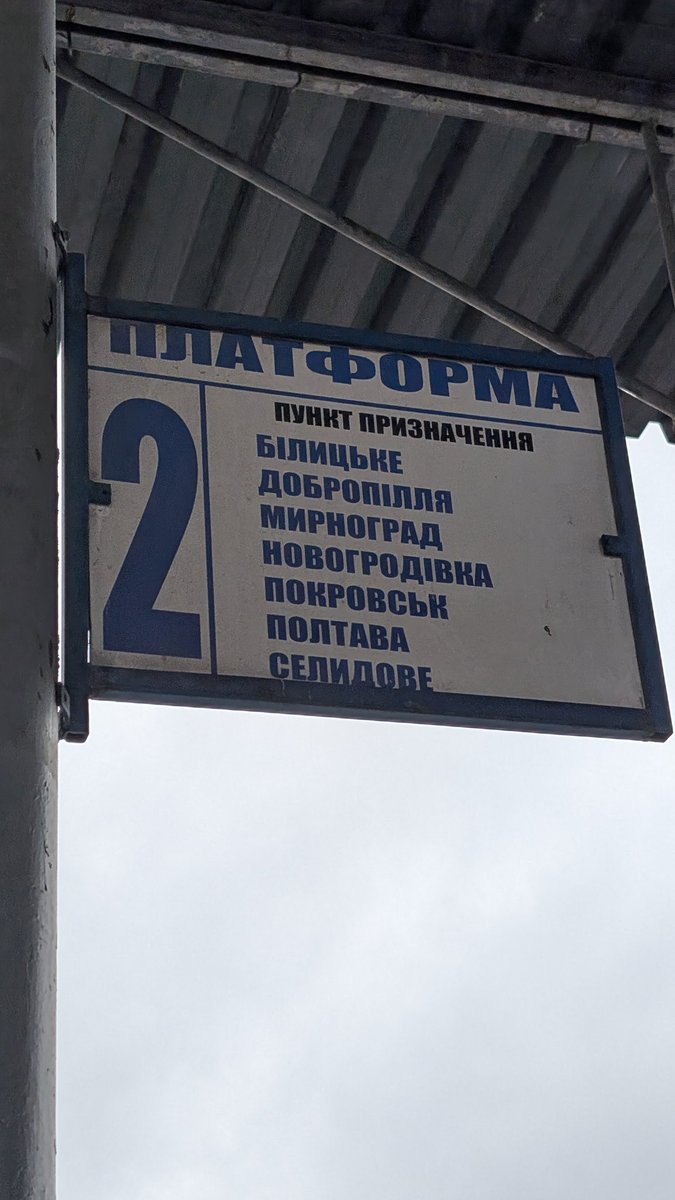 ПЛАТФОРМА
2
ПУНКТ ПРИЗНАЧЕННЯ
БІЛИЦЬКЕ
ДОБРОПІЛЛЯ
МИРНОГРАД
НОВОГРОДІВКА
ПОКРОВСЬК
ПОЛТАВА
СЕЛИДОВЕ